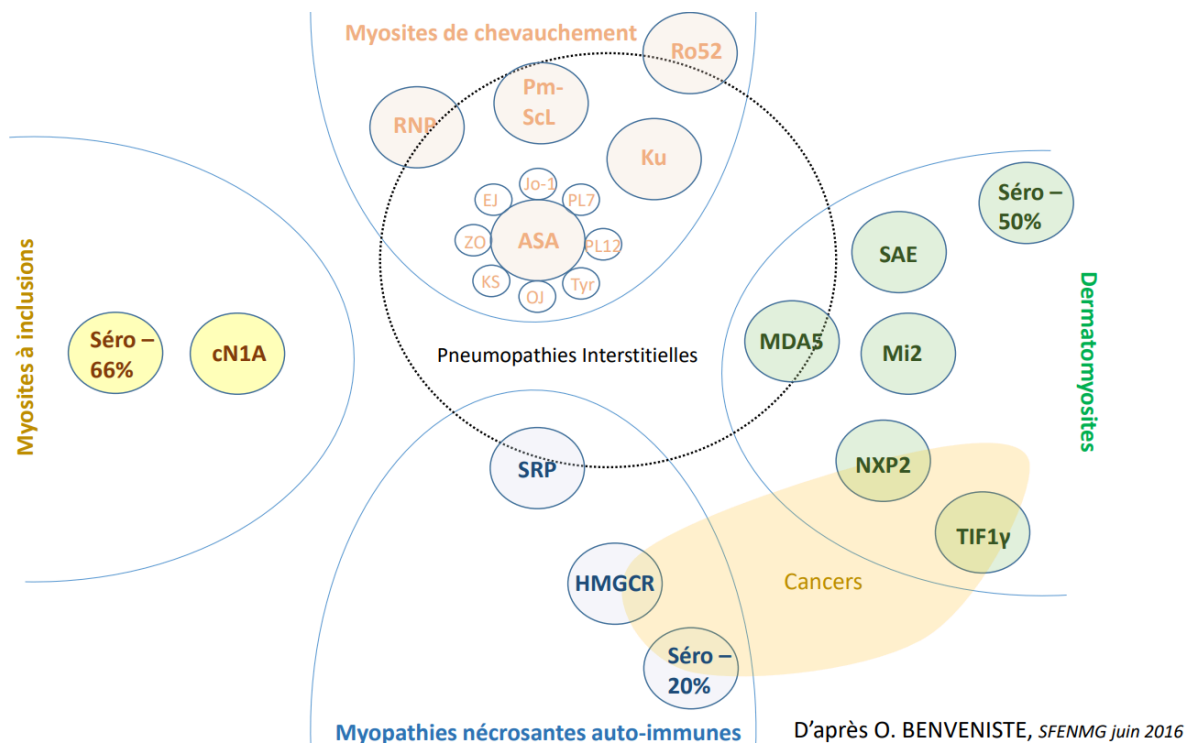 Myosites de chevauchement
Ro52
Pm-
ScL
RNP
Ku
Jo-1
EJ
PL7
ZO
ASA
PL12
KS
Tyr
OJ
Séro –
50%
SAE
Dermatomyosites
MDA5
Mi2
NXP2
TIF1γ
Myosites à inclusions
Séro –
66%
cN1A
Pneumopathies Interstitielles
SRP
HMGCR
Cancers
Séro –
20%
Myopathies nécrosantes auto-immunes
D’après O. BENVENISTE, SFENMG juin 2016